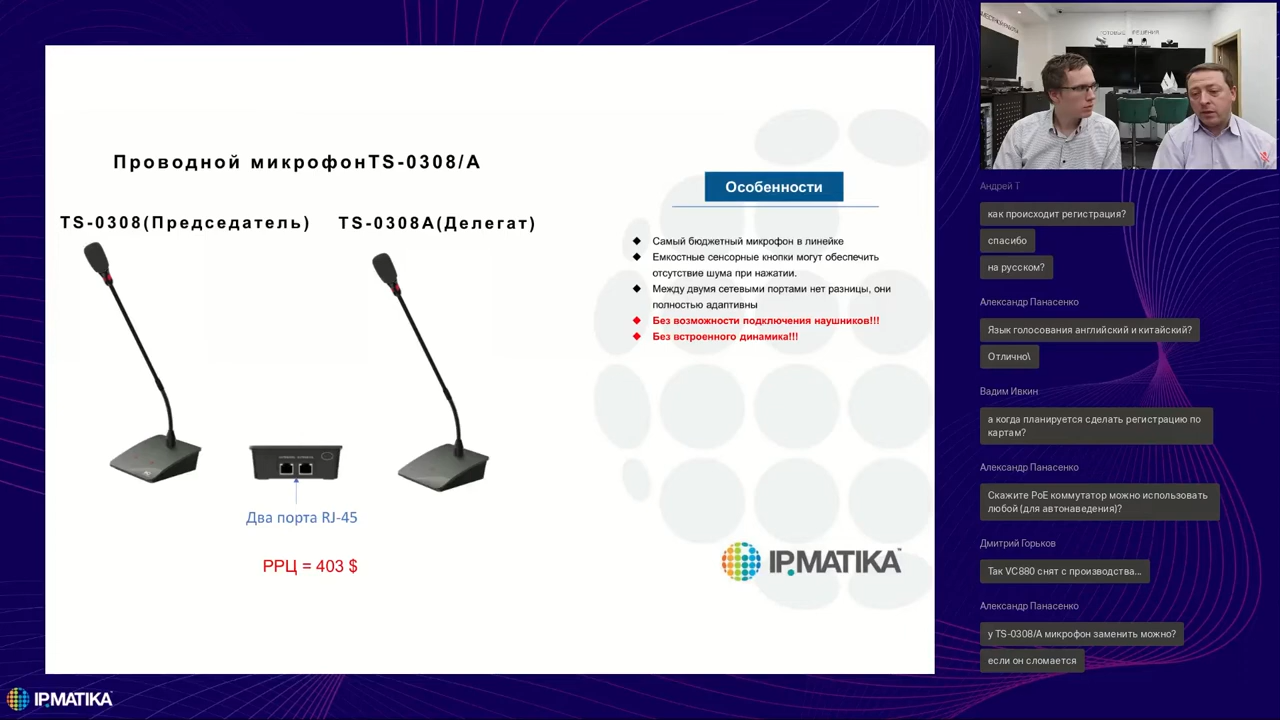 Проводной микрофонTS-0308/A
TS-0308(Председатель)
TS-0308A(Делегат)
Два порта RJ-45
РРЦ = 403 $
Особенности
Самый бюджетный микрофон в линейке
Емкостные сенсорные кнопки могут обеспечить
отсутствие шума при нажатии.
Между двумя сетевыми портами нет разницы, они
полностью адаптивны
Без возможности подключения наушников!!!
Без встроенного динамика!!!
IP.MATIKA™
IP.MATIKA
ГОТОВЫЕ РЕШЕНИЯ
Андрей Т
как происходит регистрация?
спасибо
на русском?
Александр Панасенко
Язык голосования английский и китайский?
Отлично\
Вадим Ивкин
а когда планируется сделать регистрацию по
картам?
Александр Панасенко
Скажите PoE коммутатор можно использовать
любой (для автонаведения)?
Дмитрий Горьков
Так VC880 снят с производства...
Александр Панасенко
у TS-0308/A микрофон заменить можно?
если он сломается